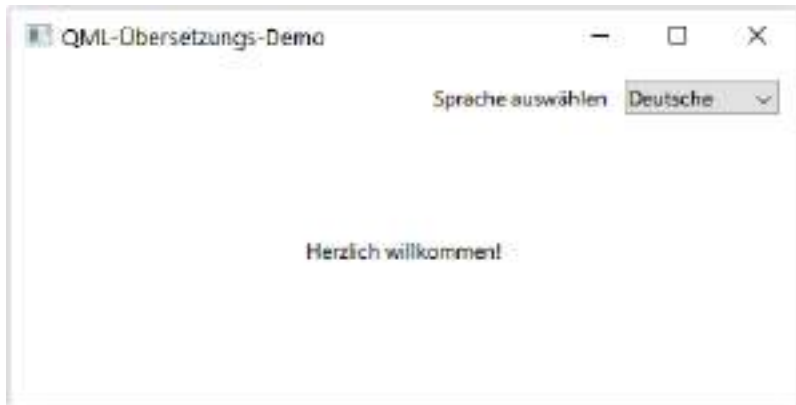 QML-Übersetzungs-Demo
Sprache auswählen Deutsche
Herzlich willkommen!